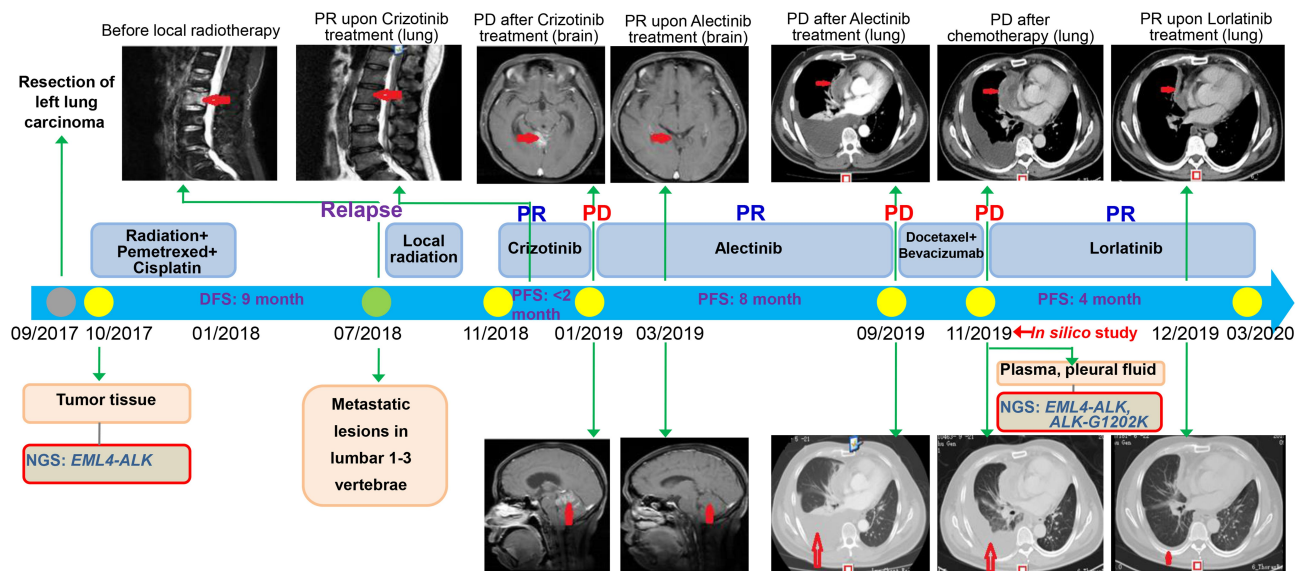 Before local radiotherapy
PR upon Crizotinib
treatment (lung)
PD after Crizotinib
treatment (brain)
PR upon Alectinib
treatment (brain)
PD after Alectinib
treatment (lung)
PD after
chemotherapy (lung)
PR upon Lorlatinib
treatment (lung)
Resection of
left lung
carcinoma
Relapse
PR
PD
PR
PD
PD
PR
Radiation+
Pemetrexed+
Cisplatin
Local
radiation
Crizotinib
Alectinib
Docetaxel+
Bevacizumab
Lorlatinib
DFS: 9 month
PFS: <2
month
PFS: 8 month
PFS: 4 month
09/2017
10/2017
01/2018
07/2018
11/2018
01/2019
03/2019
09/2019
11/2019
In silico study
12/2019
03/2020
Tumor tissue
NGS: EML4-ALK
Metastatic
lesions in
lumbar 1-3
vertebrae
Plasma, pleural fluid
NGS: EML4-ALK,
ALK-G1202K